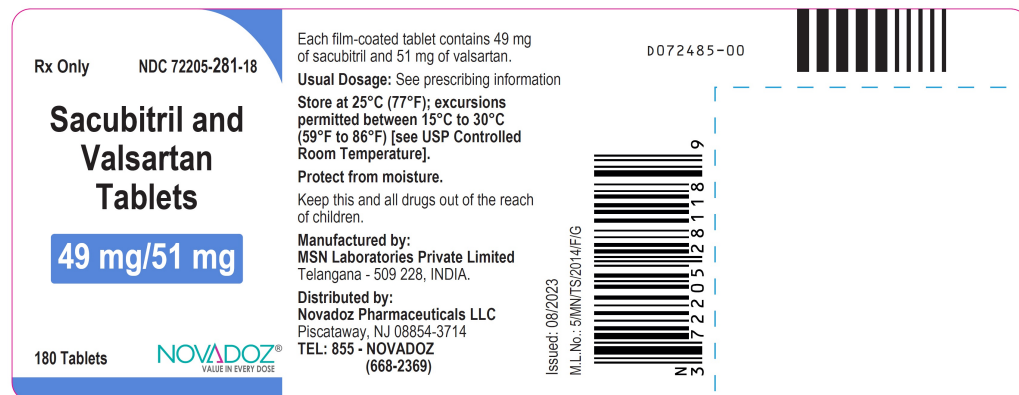 Rx Only NDC 72205-281-18
Sacubitril and
Valsartan
Tablets
49 mg/51 mg
180 Tablets NOVADOZ®
VALUE IN EVERY DOSE
Each film-coated tablet contains 49 mg
of sacubitril and 51 mg of valsartan.
Usual Dosage: See prescribing information
Store at 25°C (77°F); excursions
permitted between 15°C to 30°C
(59°F to 86°F) [see USP Controlled
Room Temperature].
Protect from moisture.
Keep this and all drugs out of the reach
of children.
Manufactured by:
MSN Laboratories Private Limited
Telangana - 509 228, INDIA.
Distributed by:
Novadoz Pharmaceuticals LLC
Piscataway, NJ 08854-3714
TEL: 855 - NOVADOZ
(668-2369)
Issued: 08/2023
M.L.No.: 5/MN/TS/2014/F/G
N 3 72205 28118 9
D072485-00